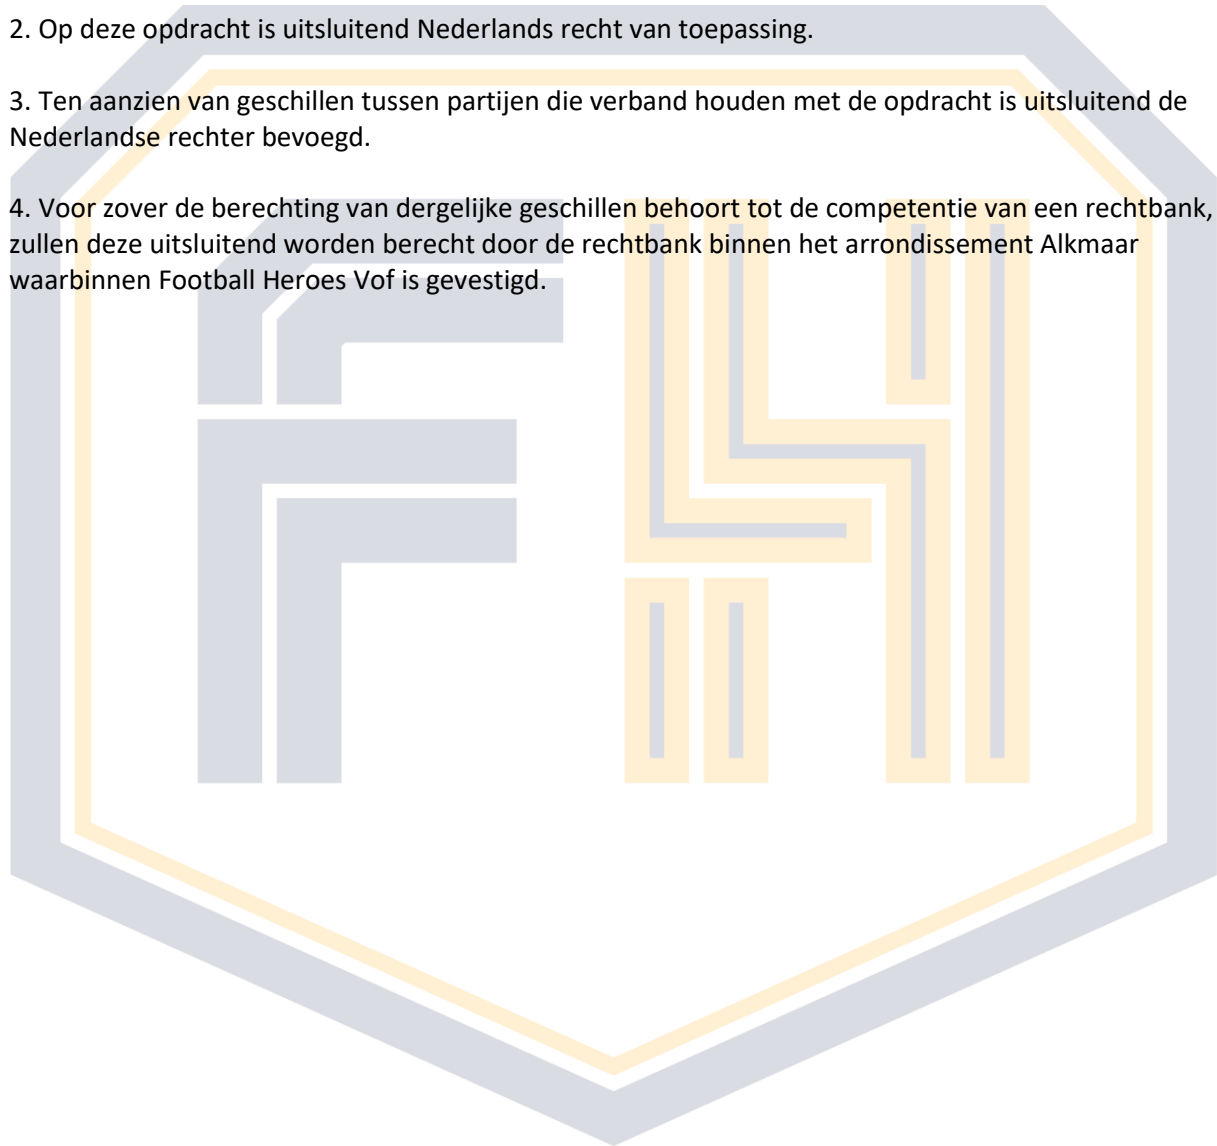 2. Op deze opdracht is uitsluitend Nederlands recht van toepassing.
3. Ten aanzien van geschillen tussen partijen die verband houden met de opdracht is uitsluitend de
Nederlandse rechter bevoegd.
4. Voor zover de berechting van dergelijke geschillen behoort tot de competentie van een rechtbank,
zullen deze uitsluitend worden berecht door de rechtbank binnen het arrondissement Alkmaar
waarbinnen Football Heroes Vof is gevestigd.
FH